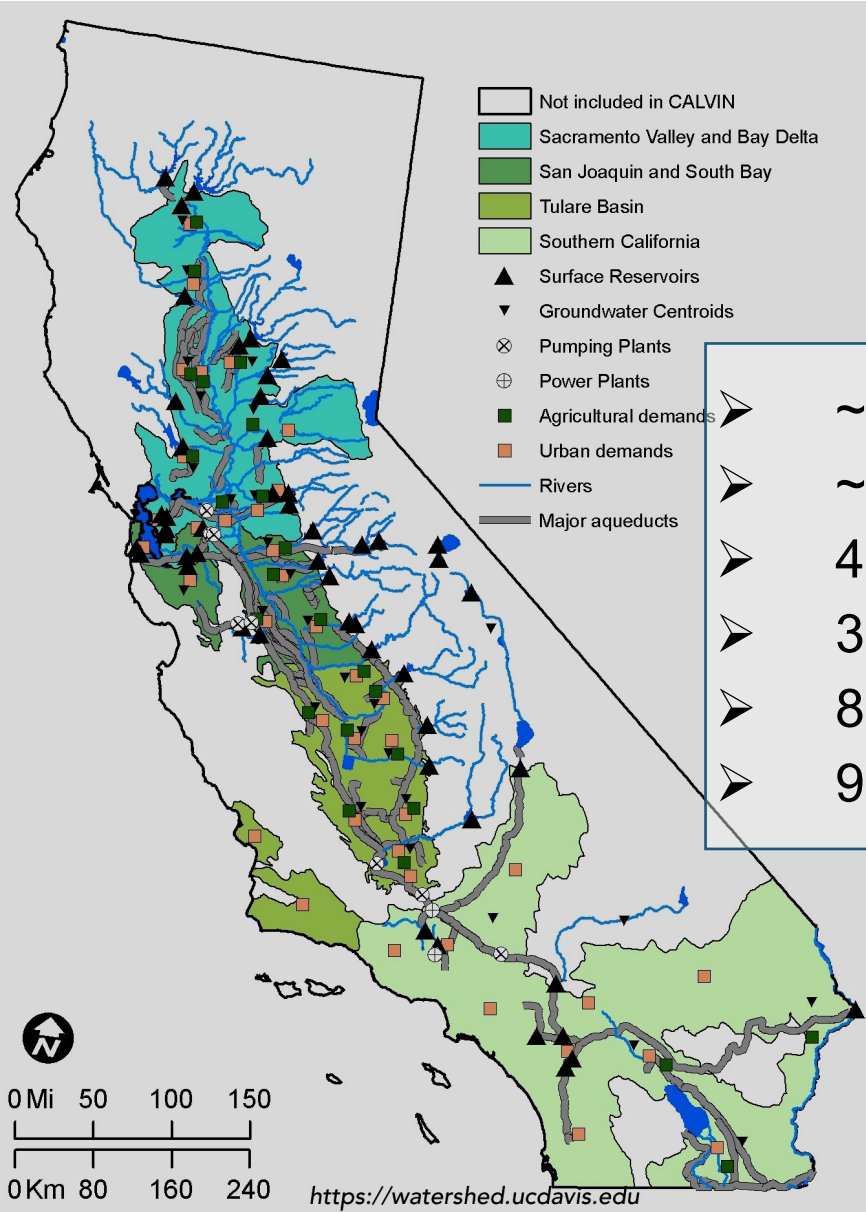 Not included in CALVIN
Sacramento Valley and Bay Delta
San Joaquin and South Bay
Tulare Basin
Southern California
Surface Reservoirs
Groundwater Centroids
Pumping Plants
Power Plants
Agricultural demands
Urban demands
Rivers
Major aqueducts
~
~
4
3
8
9
N
0 Mi 50 100 150
0 Km 80 160 240
https://watershed.ucdavis.edu